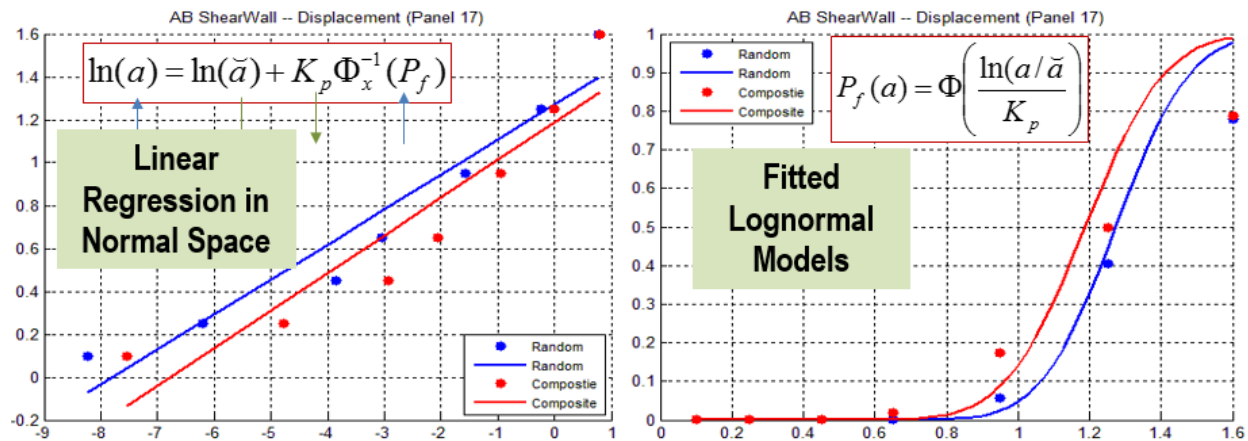 AB ShearWall -- Displacement (Panel 17)
1.6
1.4
1.2
1
0.8
0.6
0.4
0.2
0
-0.2
-9 -8 -7 -6 -5 -4 -3 -2 -1 0 1
ln(a) = ln(ă) + K_p Φ_x^{-1}(P_f)
Linear
Regression in
Normal Space
Random
Random
Compostie
Composite
AB ShearWall -- Displacement (Panel 17)
1
0.9
0.8
0.7
0.6
0.5
0.4
0.3
0.2
0.1
0
0 0.2 0.4 0.6 0.8 1 1.2 1.4 1.6
Random
Random
Compostie
Composite
P_f(a) = Φ(ln(a/ă)/K_p)
Fitted
Lognormal
Models